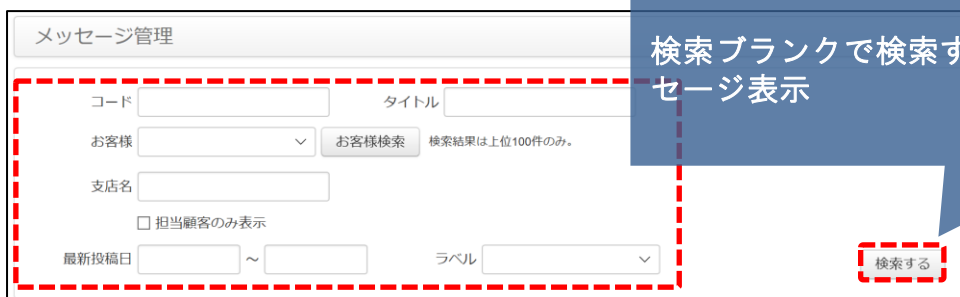 メッセージ管理
検索ブランクで検索す
セージ表示
コード
タイトル
お客様
お客様検索
検索結果は上位100件のみ。
支店名
担当顧客のみ表示
最新投稿日
～
ラベル
検索する